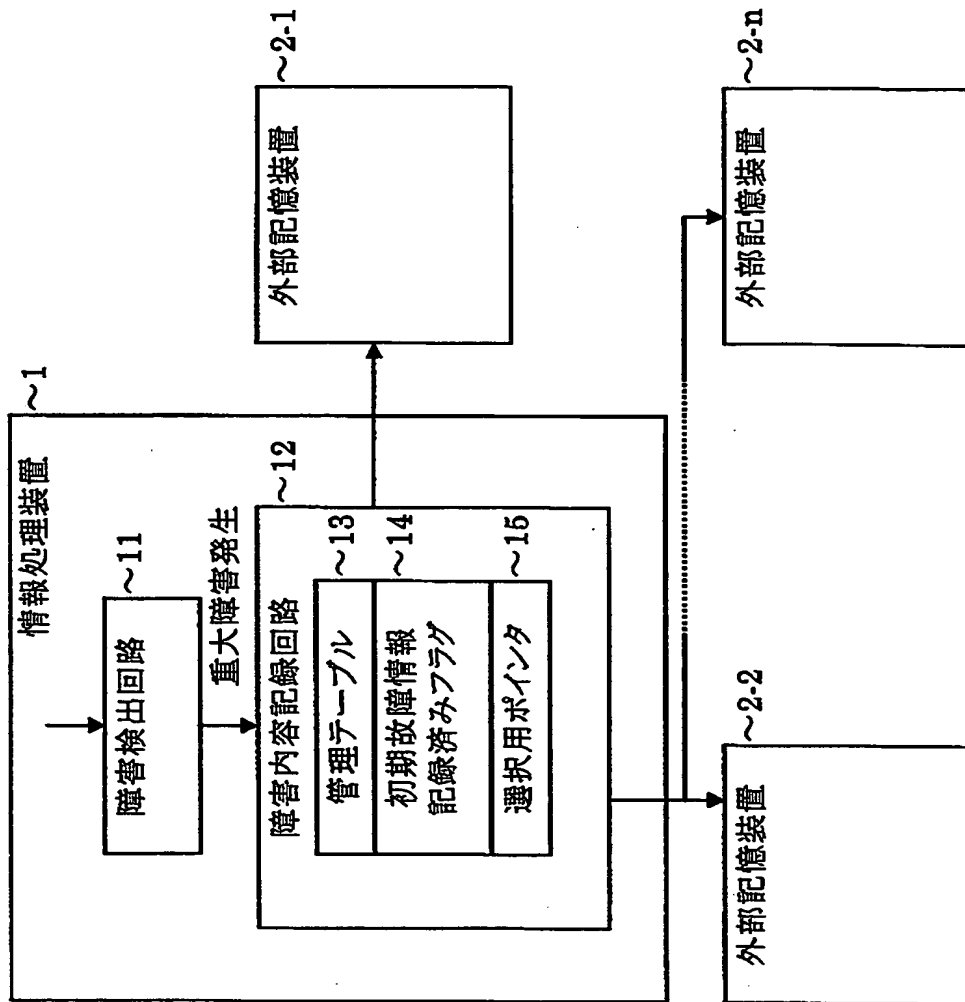 情報処理装置
~1
障害検出回路
~11
重大障害発生
障害内容記録回路
~12
管理テーブル
~13
初期故障情報
記録済みフラグ
~14
選択用ポインタ
~15
外部記憶装置
~2-1
外部記憶装置
~2-2
外部記憶装置
~2-n